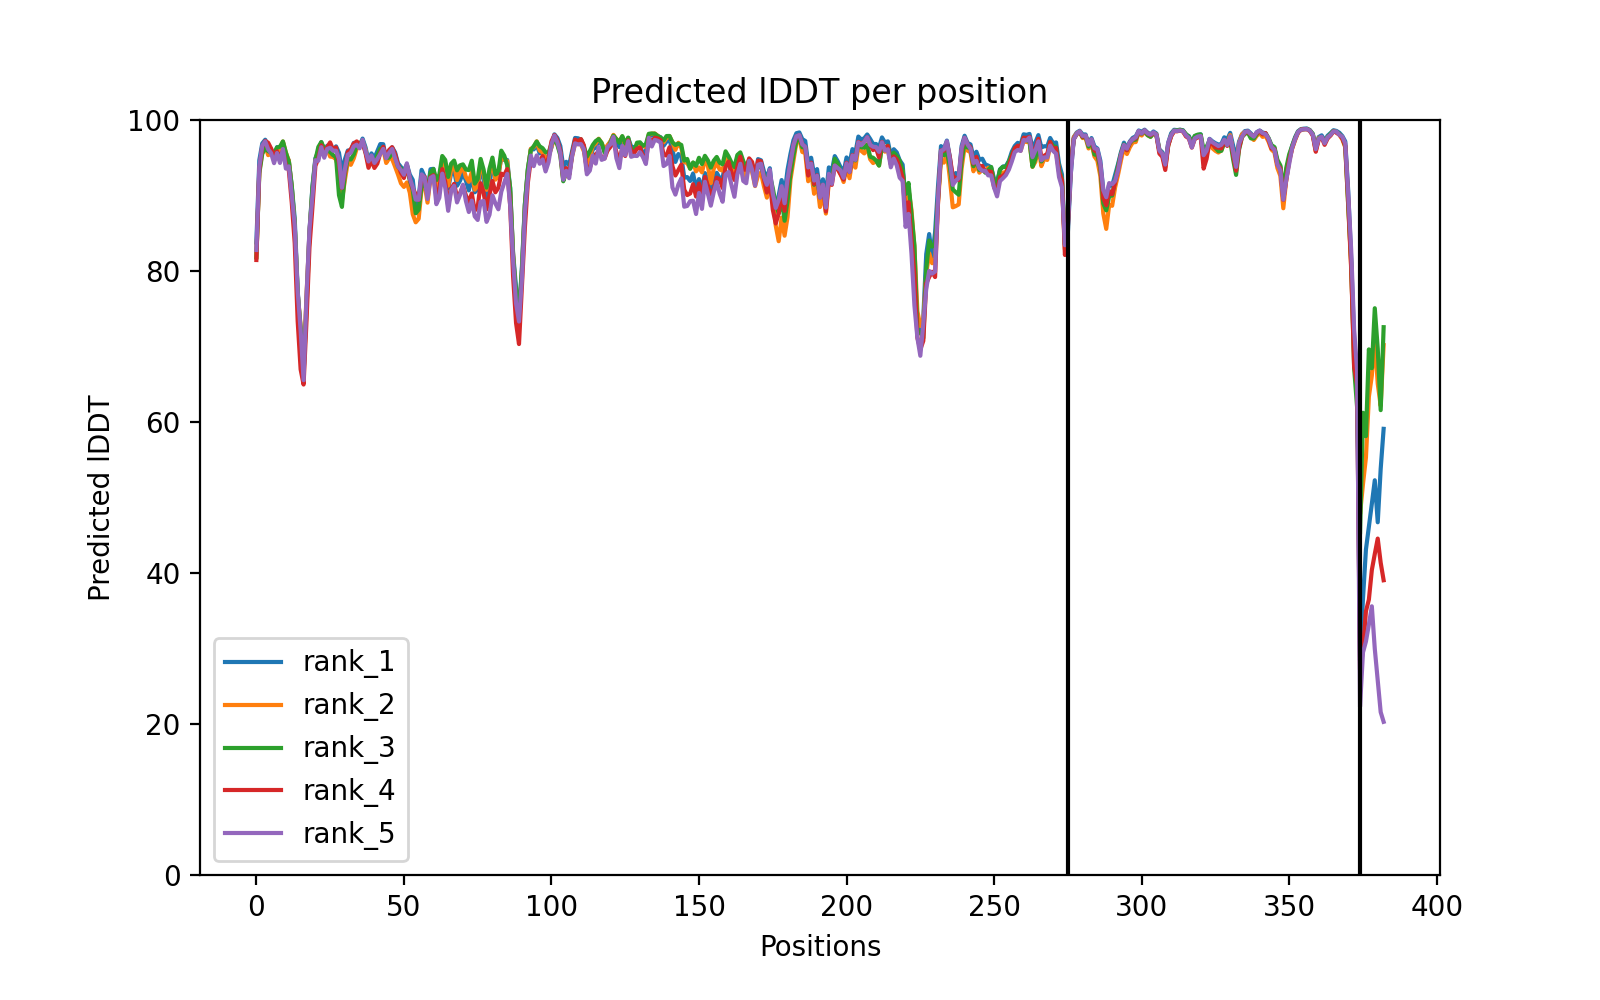 Predicted lDDT per position
100
80
60
40
20
0
Predicted lDDT
rank_1
rank_2
rank_3
rank_4
rank_5
0 50 100 150 200 250 300 350 400
Positions